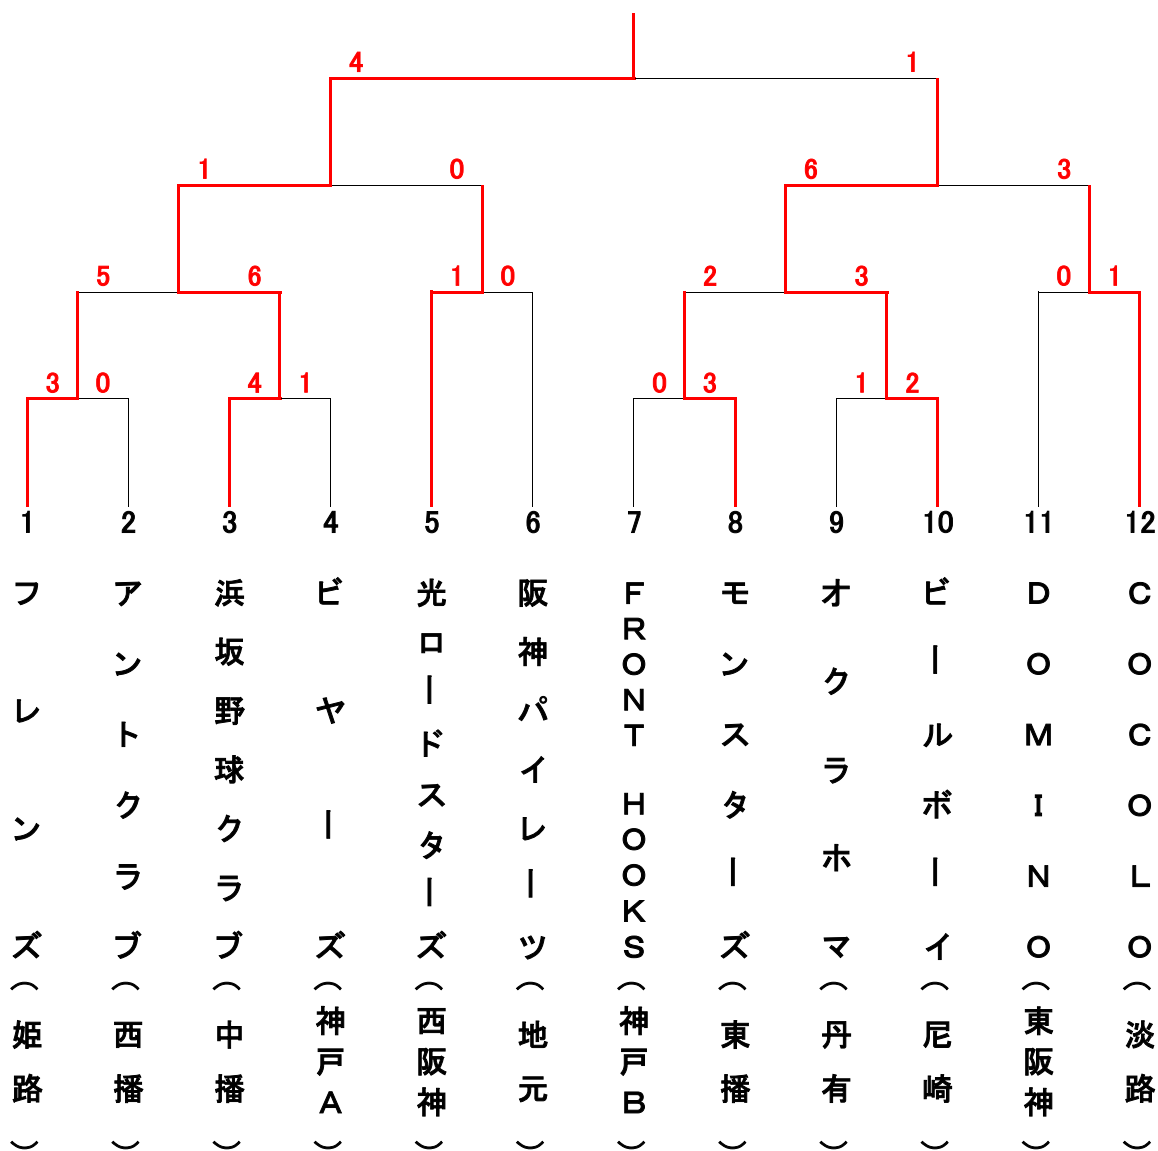 4 1
1 0 6 3
5 6 1 0 2 3 0 1
3 0 4 1 0 3 1 2
1 2 3 4 5 6 7 8 9 10 11 12
フレンズ（姫路）
アントクラブ（西播）
浜坂野球クラブ（中播）
ビヤーズ（神戸A）
光ロードスターズ（西阪神）
阪神パイレーツ（地元）
FRONT HOOKS（神戸B）
モンスターズ（東播）
オクラホマ（丹有）
ビールボーイ（尼崎）
DOMINO（東阪神）
COCCOLO（淡路）